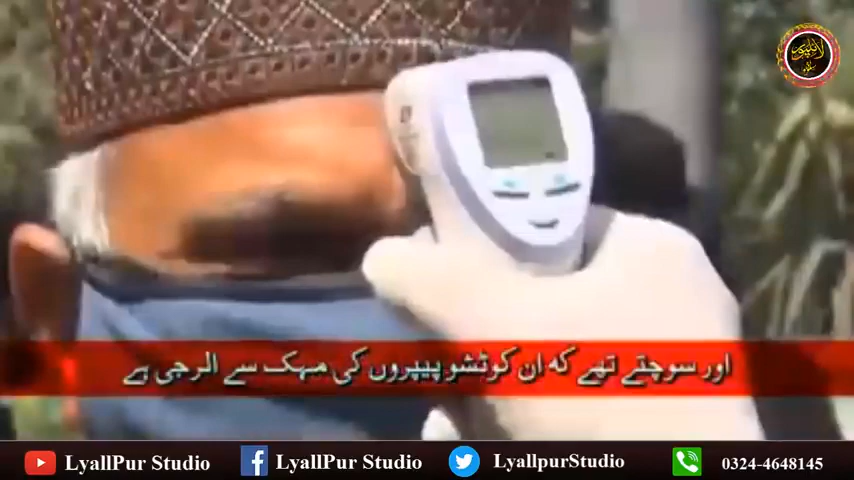 لائلپور
اور سوچتے تھے کہ ان کو ٹشو پیپروں کی مہک سے الرجی ہے
LyallPur Studio
LyallPur Studio
LyallpurStudio
0324-4648145